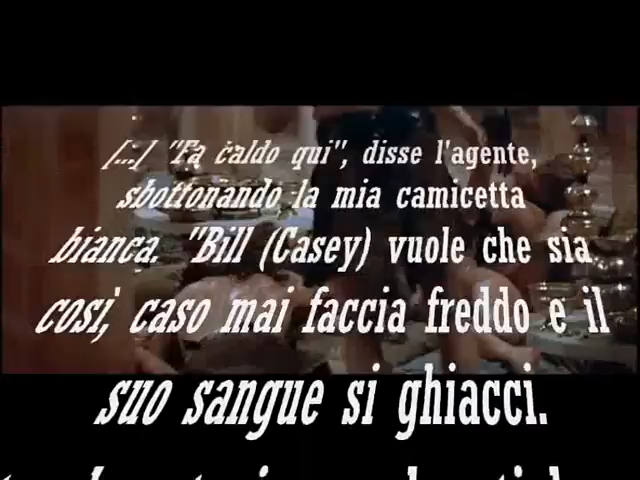 [...] "Fa caldo qui", disse l'agente,
sbottonando la mia camicetta
bianca. "Bill (Casey) vuole che sia
così, caso mai faccia freddo e il
suo sangue si ghiacci.